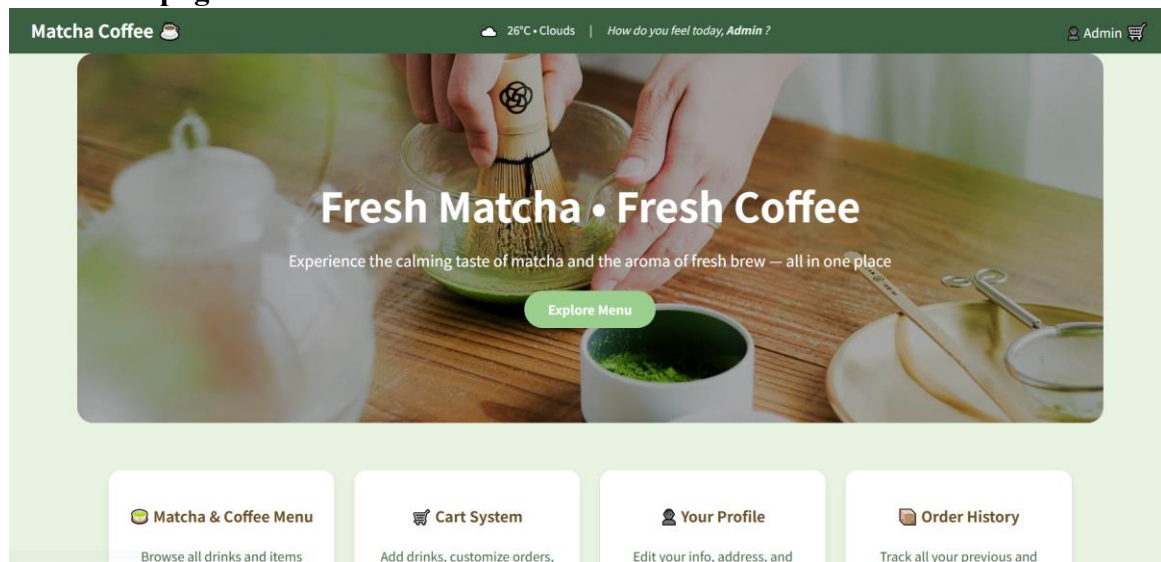 Matcha Coffee
26°C • Clouds | How do you feel today, Admin ?
Admin
Fresh Matcha • Fresh Coffee
Experience the calming taste of matcha and the aroma of fresh brew — all in one place
Explore Menu
Matcha & Coffee Menu
Browse all drinks and items
Cart System
Add drinks, customize orders,
Your Profile
Edit your info, address, and
Order History
Track all your previous and